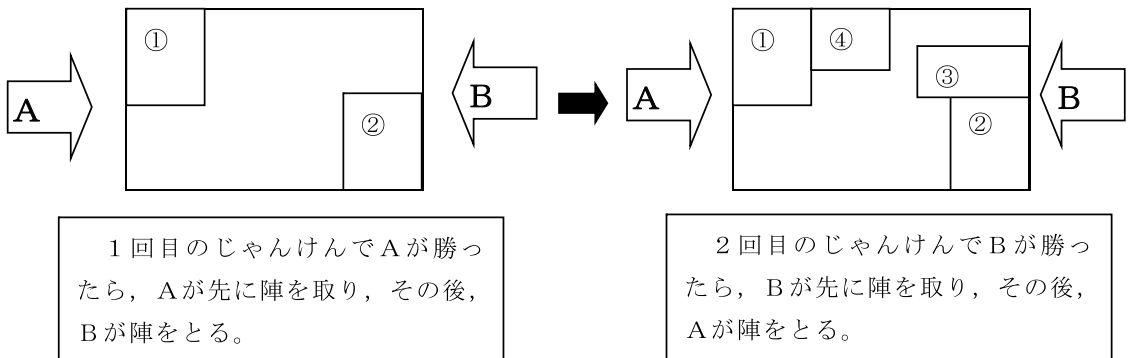 A
①
②
B
A
①
④
③
②
B
１回目のじゃんけんでＡが勝っ
たら，Ａが先に陣を取り，その後，
Ｂが陣をとる。
２回目のじゃんけんでＢが勝っ
たら，Ｂが先に陣を取り，その後，
Ａが陣をとる。